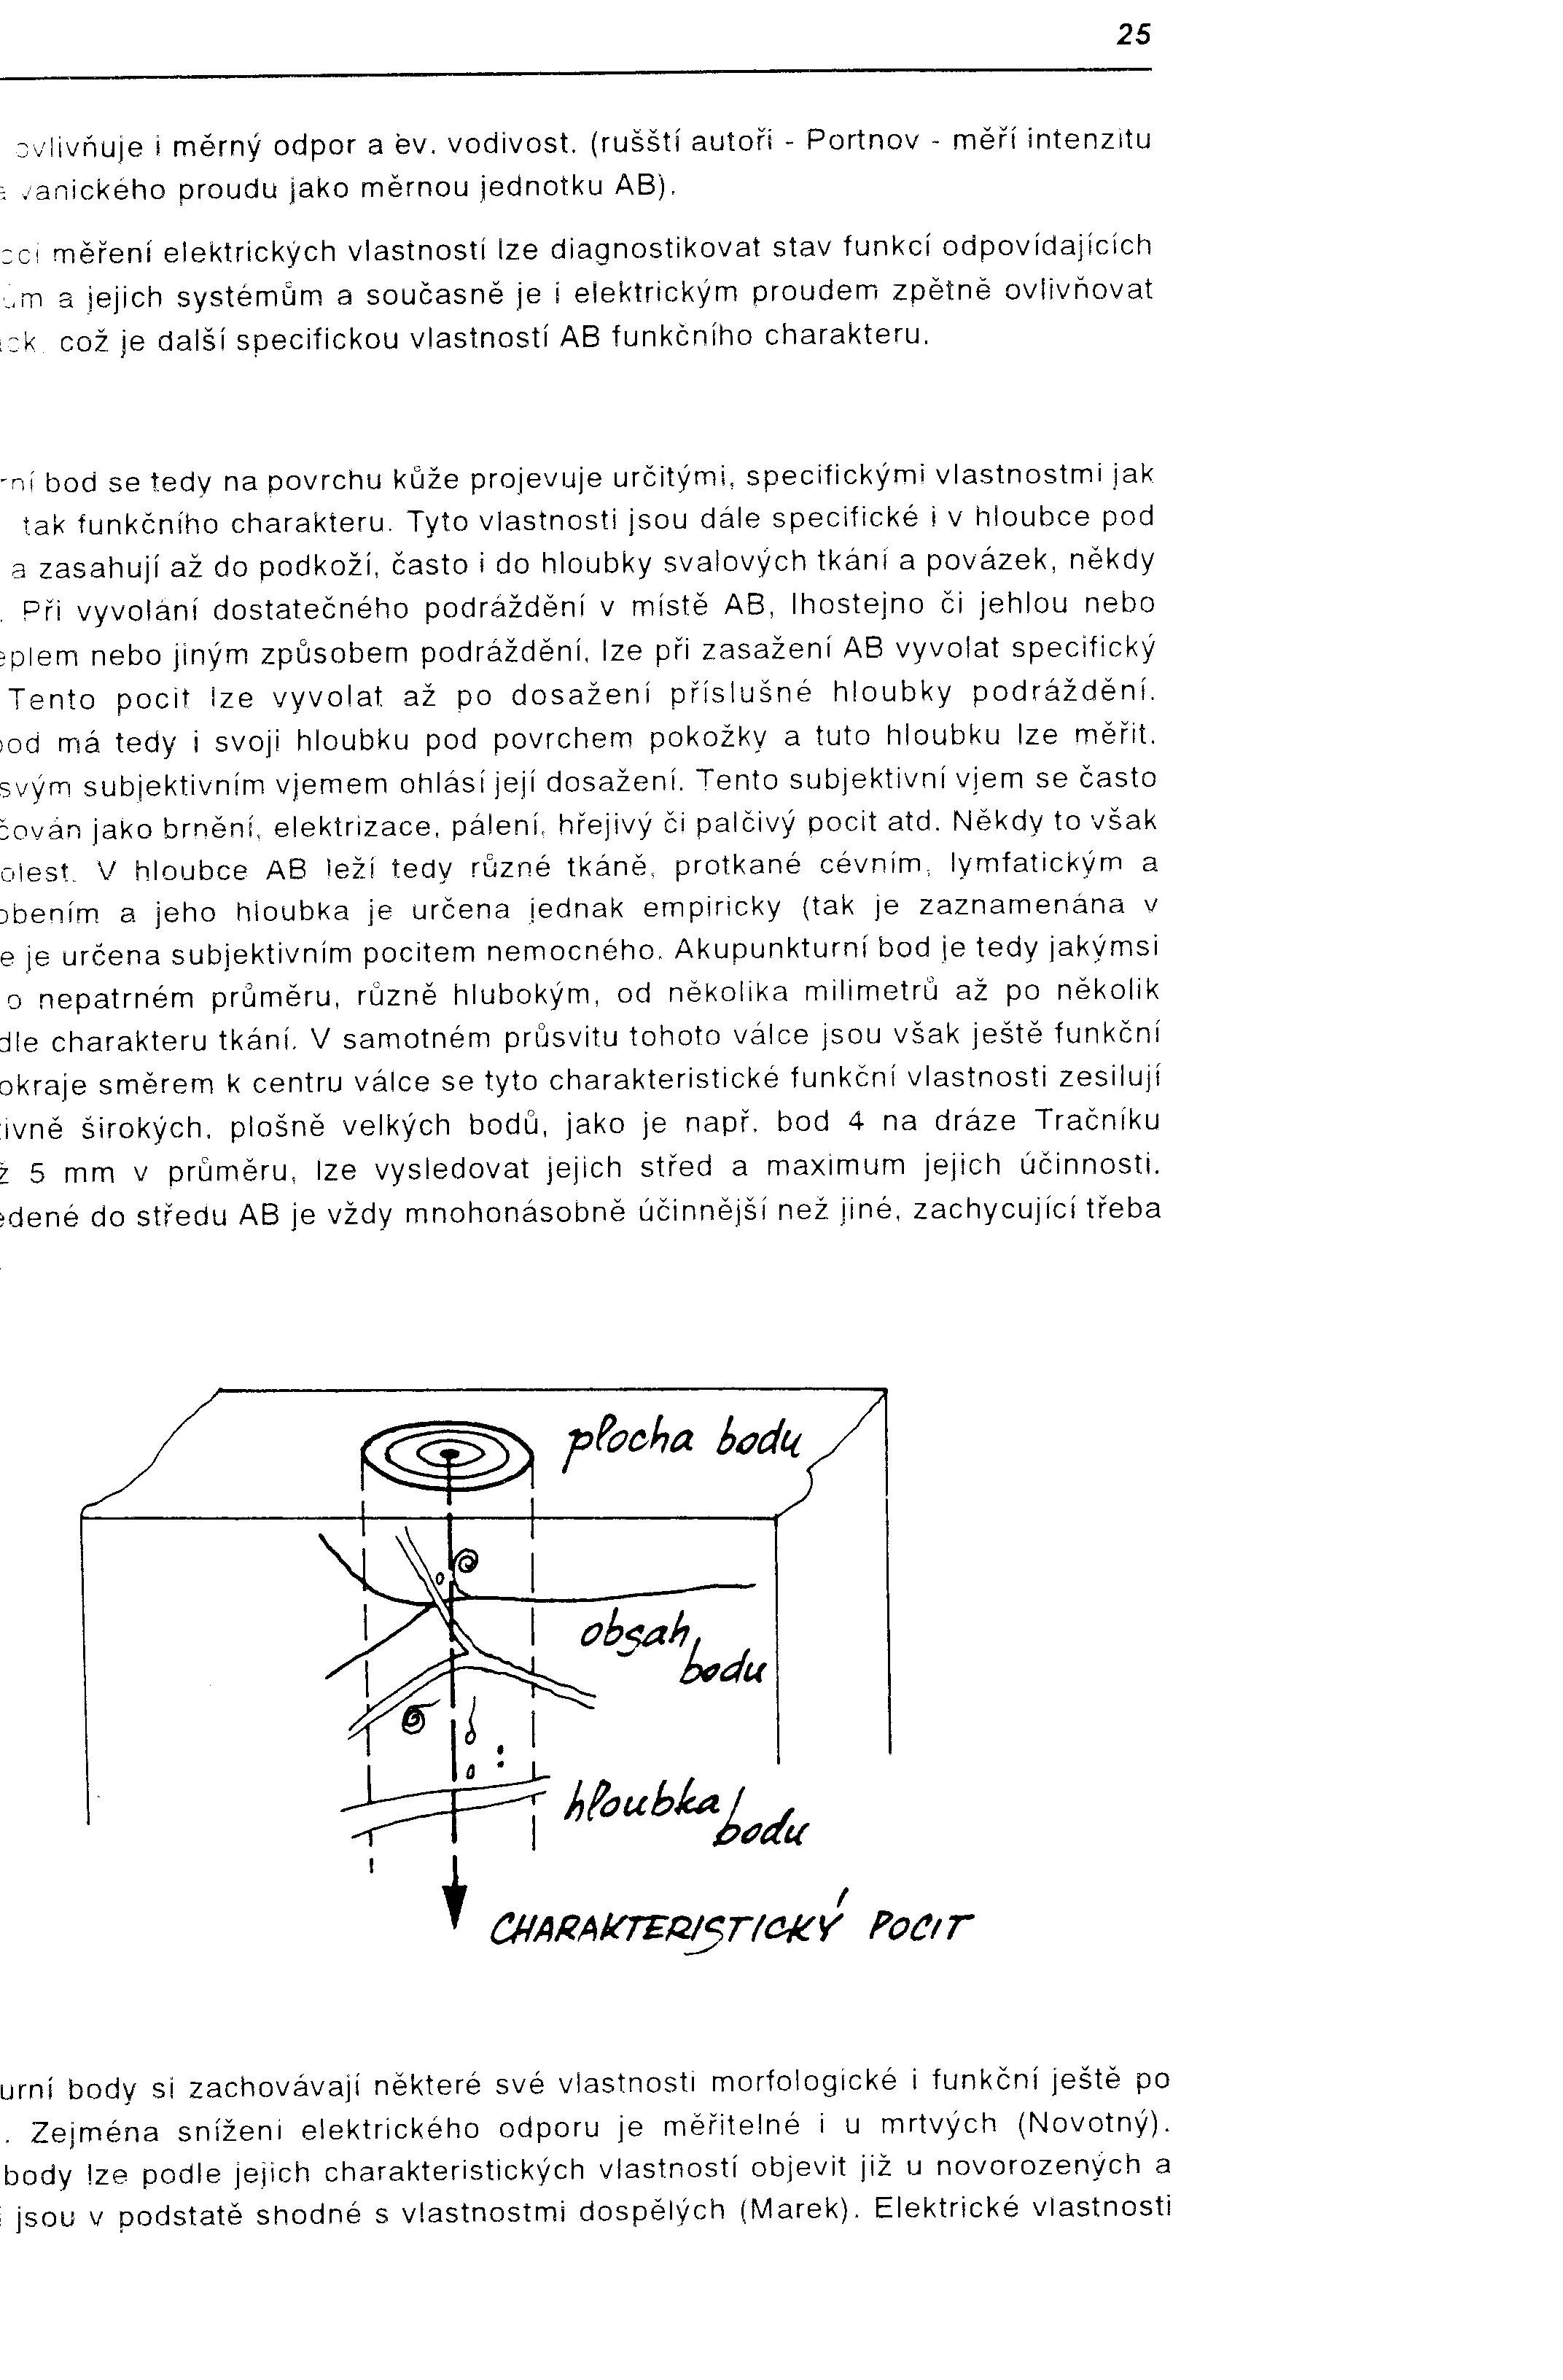 25
ovlivňuje i měrný odpor a ev. vodivost. (rušští autoři - Portnov - měří intenzitu
vanického proudu jako měrnou jednotku AB).
měření elektrických vlastností lze diagnostikovat stav funkcí odpovídajících
a jejich systémům a současně je i elektrickým proudem zpětně ovlivňovat
což je další specifickou vlastností AB funkčního charakteru.
rní bod se tedy na povrchu kůže projevuje určitými, specifickými vlastnostmi jak
tak funkčního charakteru. Tyto vlastnosti jsou dále specifické i v hloubce pod
a zasahují až do podkoží, často i do hloubky svalových tkání a povázek, někdy
. Při vyvolání dostatečného podráždění v místě AB, lhostejno či jehlou nebo
eplem nebo jiným způsobem podráždění, lze při zasažení AB vyvolat specifický
Tento pocit lze vyvolat až po dosažení příslušné hloubky podráždění.
od má tedy i svoji hloubku pod povrchem pokožky a tuto hloubku lze měřit.
svým subjektivním vjemem ohlásí její dosažení. Tento subjektivní vjem se často
čován jako brnění, elektrizace, pálení, hřejivý či palčivý pocit atd. Někdy to však
olest. V hloubce AB leží tedy různé tkáně, protkané cévním, lymfatickým a
obením a jeho hloubka je určena jednak empiricky (tak je zaznamenána v
e je určena subjektivním pocitem nemocného. Akupunkturní bod je tedy jakýmsi
o nepatrném průměru, různě hlubokým, od několika milimetrů až po několik
dle charakteru tkání. V samotném průsvitu tohoto válce jsou však ještě funkční
okraje směrem k centru válce se tyto charakteristické funkční vlastnosti zesilují
tivně širokých, plošně velkých bodů, jako je např. bod 4 na dráze Tračníku
ž 5 mm v průměru, lze vysledovat jejich střed a maximum jejich účinnosti.
edené do středu AB je vždy mnohonásobně účinnější než jiné, zachycující třeba
plocha bodu
obsah
bodu
hloubka
bodu
CHARAKTERISTICKÝ POCIT
urní body si zachovávají některé své vlastnosti morfologické i funkční ještě po
. Zejména snížení elektrického odporu je měřitelné i u mrtvých (Novotný).
body lze podle jejich charakteristických vlastností objevit již u novorozených a
jsou v podstatě shodné s vlastnostmi dospělých (Marek). Elektrické vlastnosti